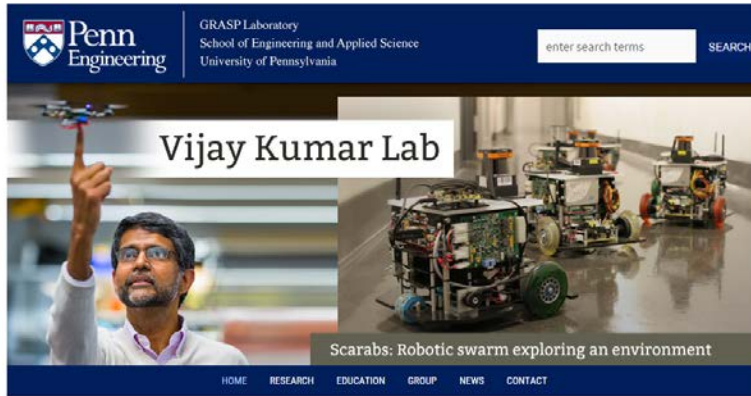 Penn
Engineering
GRASP Laboratory
School of Engineering and Applied Science
University of Pennsylvania
enter search terms
SEARCH
Vijay Kumar Lab
Scarabs: Robotic swarm exploring an environment
HOME RESEARCH EDUCATION GROUP NEWS CONTACT